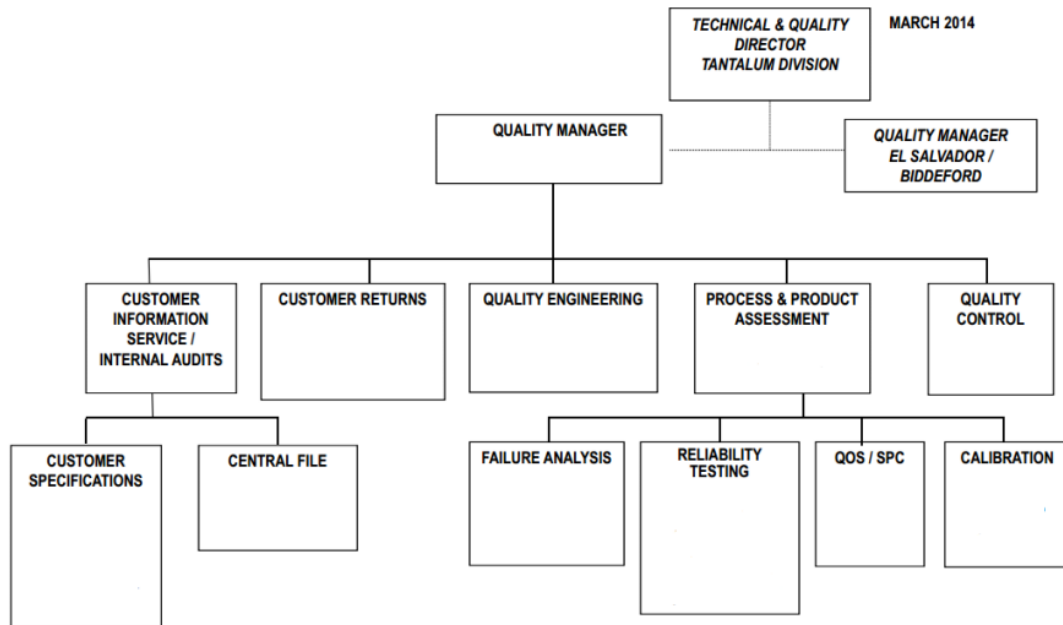 TECHNICAL & QUALITY
DIRECTOR
TANTALUM DIVISION
MARCH 2014
QUALITY MANAGER
QUALITY MANAGER
EL SALVADOR /
BIDDEFORD
CUSTOMER
INFORMATION
SERVICE /
INTERNAL AUDITS
CUSTOMER RETURNS
QUALITY ENGINEERING
PROCESS & PRODUCT
ASSESSMENT
QUALITY
CONTROL
CUSTOMER
SPECIFICATIONS
CENTRAL FILE
FAILURE ANALYSIS
RELIABILITY
TESTING
QOS / SPC
CALIBRATION